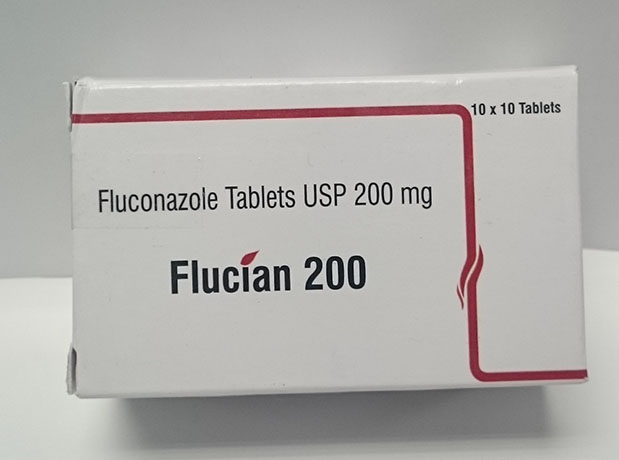 10 x 10 Tablets
Fluconazole Tablets USP 200 mg
Flucian 200